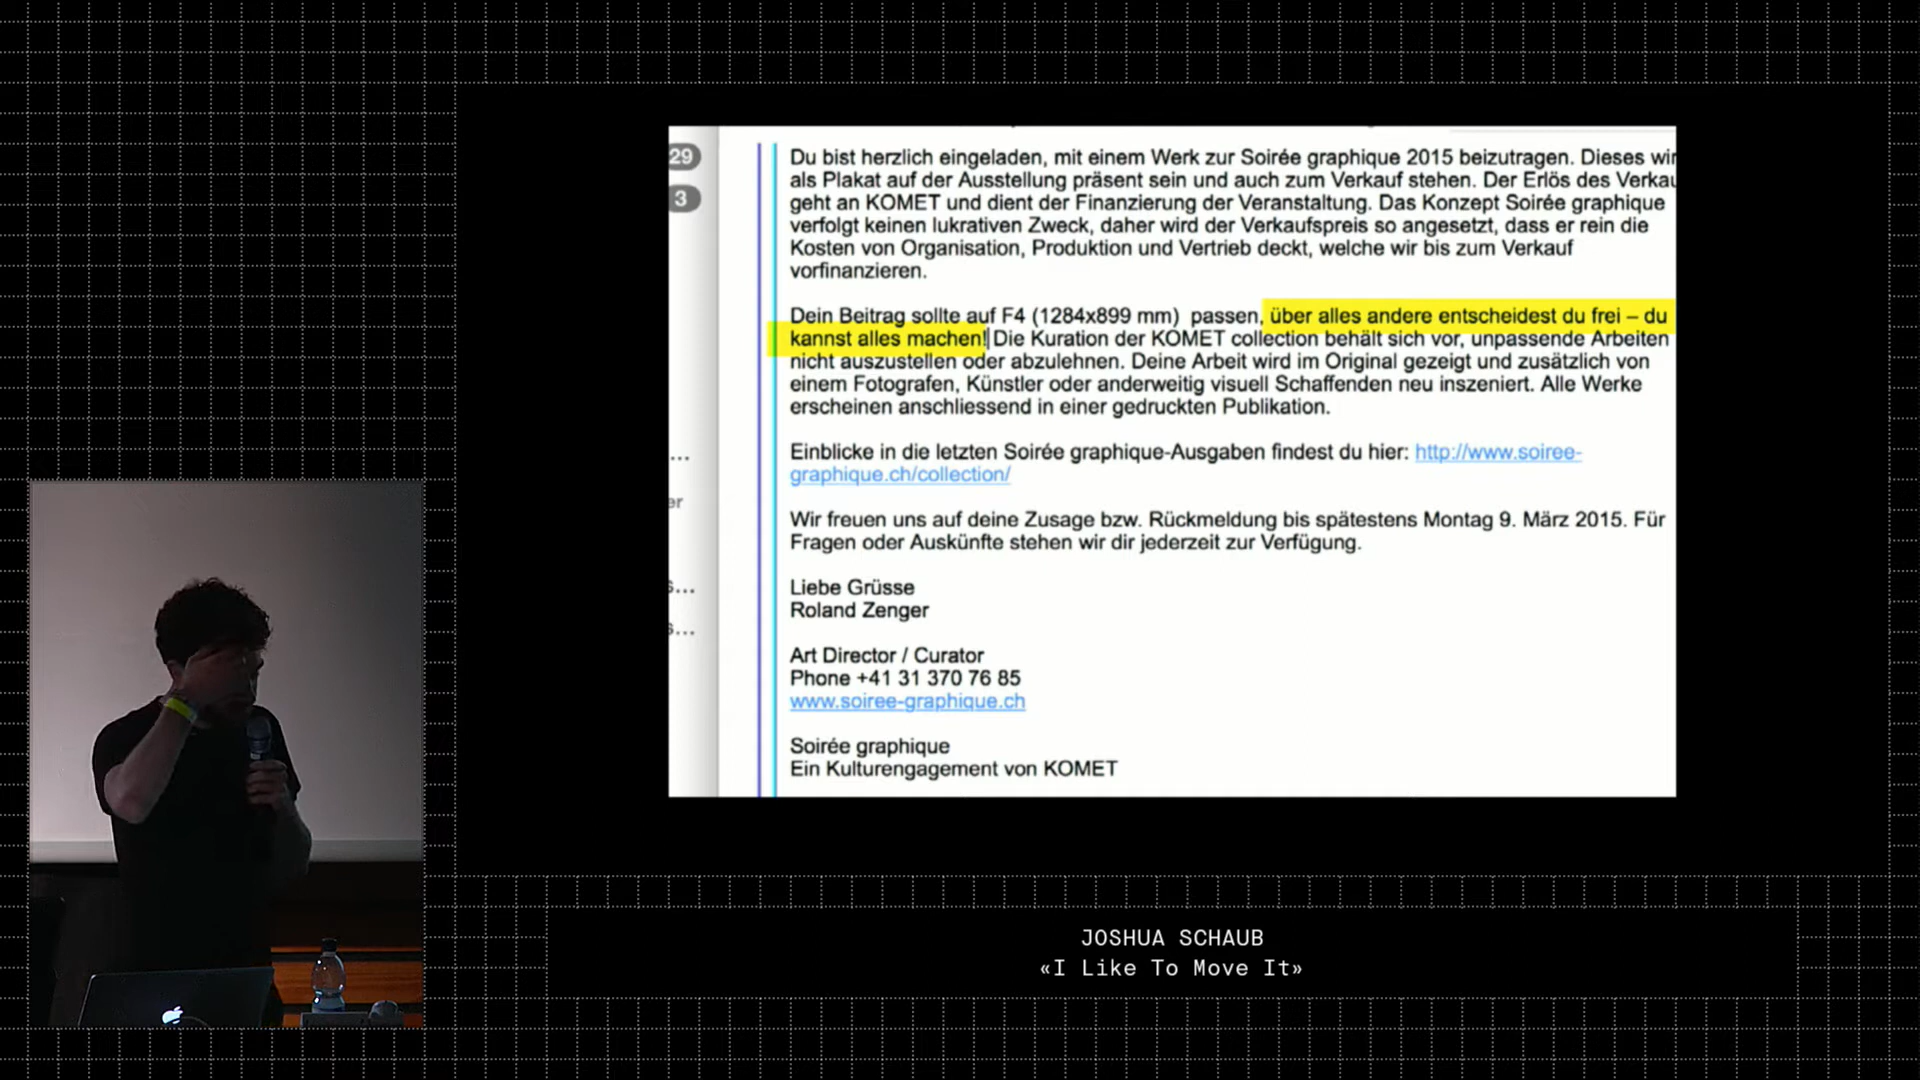 29
3
Du bist herzlich eingeladen, mit einem Werk zur Soirée graphique 2015 beizutragen. Dieses wir
als Plakat auf der Ausstellung präsent sein und auch zum Verkauf stehen. Der Erlös des Verkau
geht an KOMET und dient der Finanzierung der Veranstaltung. Das Konzept Soirée graphique
verfolgt keinen lukrativen Zweck, daher wird der Verkaufspreis so angesetzt, dass er rein die
Kosten von Organisation, Produktion und Vertrieb deckt, welche wir bis zum Verkauf
vorfinanzieren.
Dein Beitrag sollte auf F4 (1284x899 mm) passen, über alles andere entscheidest du frei – du
kannst alles machen! Die Kuration der KOMET collection behält sich vor, unpassende Arbeiten
nicht auszustellen oder abzulehnen. Deine Arbeit wird im Original gezeigt und zusätzlich von
einem Fotografen, Künstler oder anderweitig visuell Schaffenden neu inszeniert. Alle Werke
erscheinen anschliessend in einer gedruckten Publikation.
Einblicke in die letzten Soirée graphique-Ausgaben findest du hier: http://www.soiree-
graphique.ch/collection/
Wir freuen uns auf deine Zusage bzw. Rückmeldung bis spätestens Montag 9. März 2015. Für
Fragen oder Auskünfte stehen wir dir jederzeit zur Verfügung.
Liebe Grüsse
Roland Zenger
Art Director / Curator
Phone +41 31 370 76 85
www.soiree-graphique.ch
Soirée graphique
Ein Kulturengagement von KOMET
...
er
s...
s...
JOSHUA SCHAUB
«I Like To Move It»